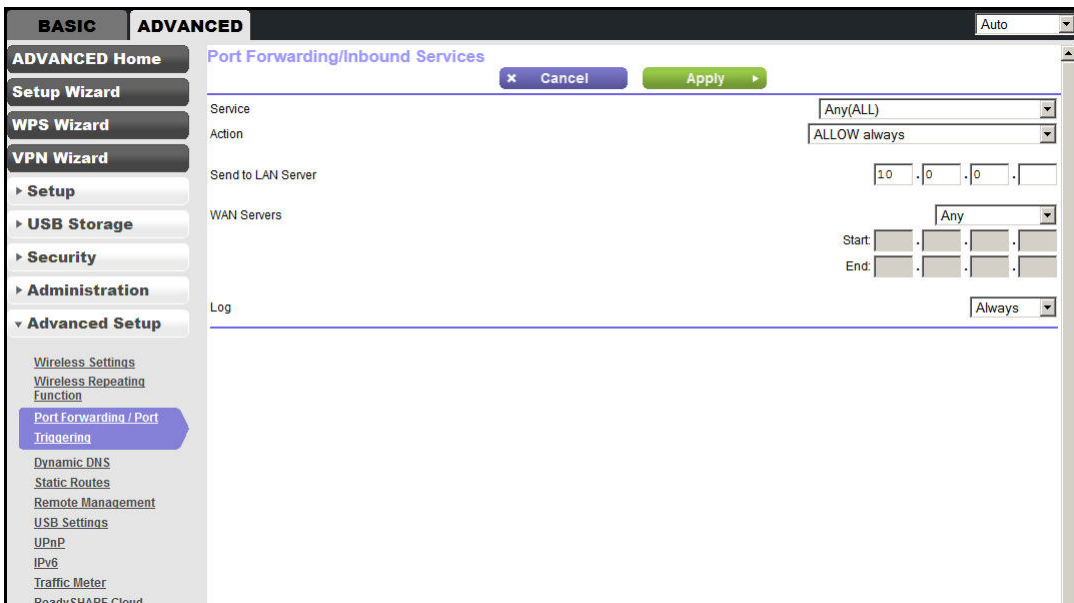 BASIC
ADVANCED
Auto
ADVANCED Home
Setup Wizard
WPS Wizard
VPN Wizard
Setup
USB Storage
Security
Administration
Advanced Setup
Wireless Settings
Wireless Repeating
Function
Port Forwarding / Port
Triggering
Dynamic DNS
Static Routes
Remote Management
USB Settings
UPnP
IPv6
Traffic Meter
ReadySHARE Cloud
Port Forwarding/Inbound Services
× Cancel
Apply
Service Any(ALL)
Action ALLOW always
Send to LAN Server 10 . 0 . 0 .
WAN Servers Any
Start: . . .
End: . . .
Log Always